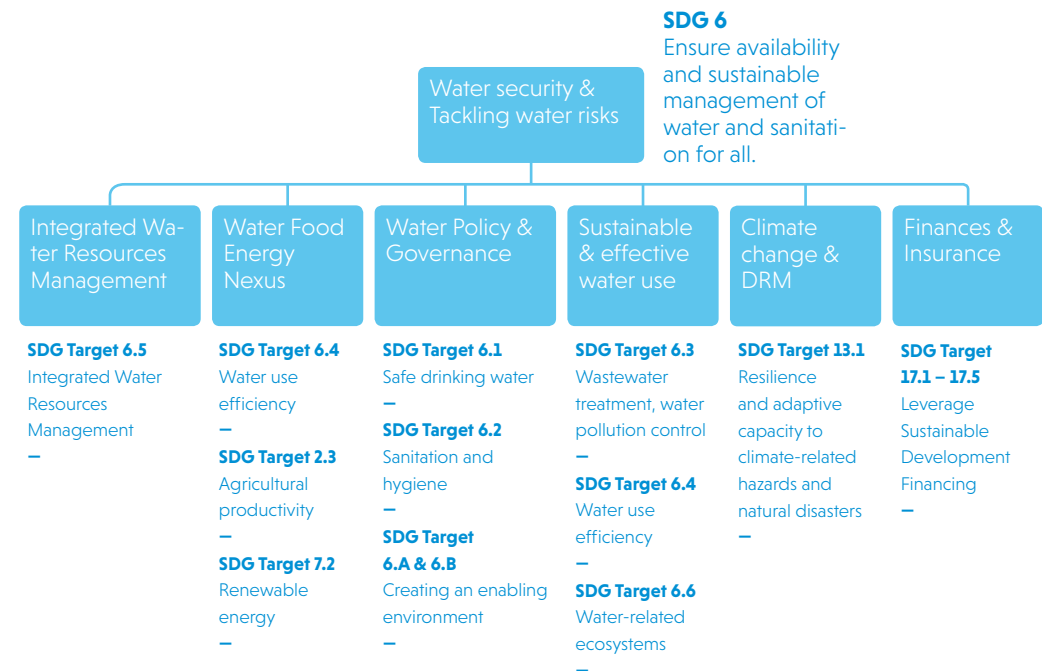 SDG 6
Ensure availability
and sustainable
management of
water and sanitati-
on for all.
Water security &
Tackling water risks
Integrated Wa-
ter Resources
Management
Water Food
Energy
Nexus
Water Policy &
Governance
Sustainable
& effective
water use
Climate
change &
DRM
Finances &
Insurance
SDG Target 6.5
Integrated Water
Resources
Management
—
SDG Target 6.4
Water use
efficiency
—
SDG Target 2.3
Agricultural
productivity
—
SDG Target 7.2
Renewable
energy
—
SDG Target 6.1
Safe drinking water
—
SDG Target 6.2
Sanitation and
hygiene
—
SDG Target
6.A & 6.B
Creating an enabling
environment
—
SDG Target 6.3
Wastewater
treatment, water
pollution control
—
SDG Target 6.4
Water use
efficiency
—
SDG Target 6.6
Water-related
ecosystems
—
SDG Target 13.1
Resilience
and adaptive
capacity to
climate-related
hazards and
natural disasters
—
SDG Target
17.1 – 17.5
Leverage
Sustainable
Development
Financing
—